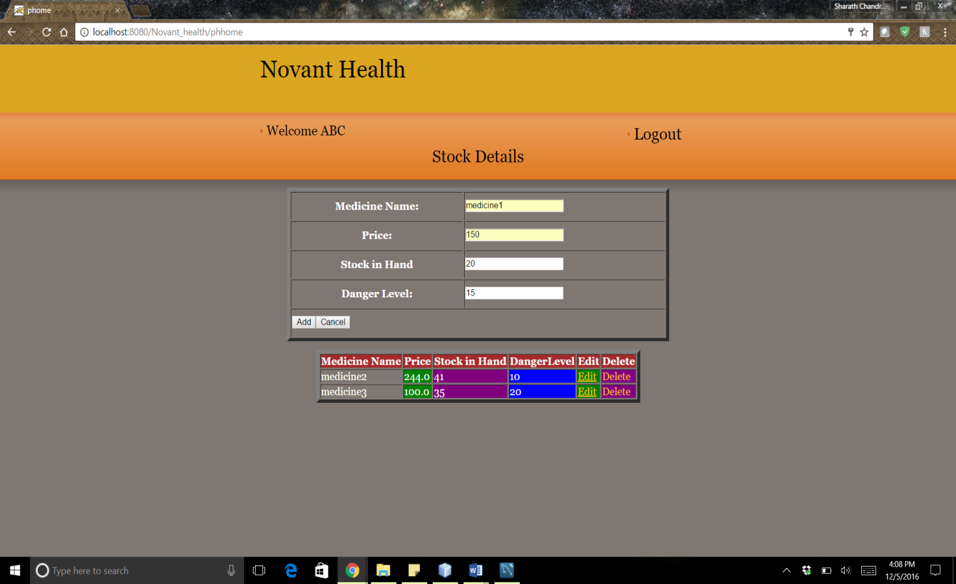 phome
Sharath Chandr...
localhost:8080/Novant_health/phhome
Novant Health
Welcome ABC
Logout
Stock Details
Medicine Name: medicine1
Price: 150
Stock in Hand 20
Danger Level: 15
Add Cancel
Medicine Name Price Stock in Hand DangerLevel Edit Delete
medicine2 244.0 41 10 Edit Delete
medicine3 100.0 35 20 Edit Delete
Type here to search
4:08 PM
12/5/2016